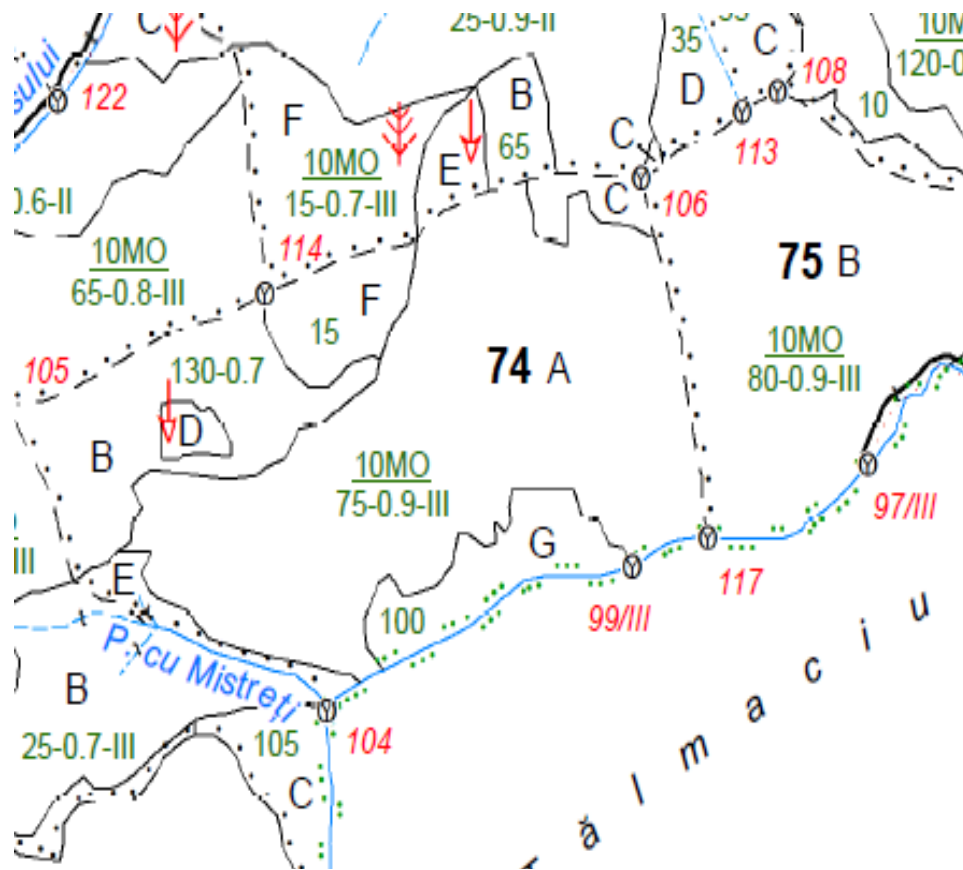 C
25-0.9-II
35
C
10M
120-0
sului
122
108
B
D
10
F
C
113
65
10MO
15-0.7-III
E
0.6-II
C
106
114
10MO
65-0.8-III
75 B
F
15
105
130-0.7
74 A
10MO
80-0.9-III
D
B
10MO
75-0.9-III
97/III
G
III
E
117
99/III
100
P. cu Mistreți
B
104
25-0.7-III
105
C
Tălmaciu